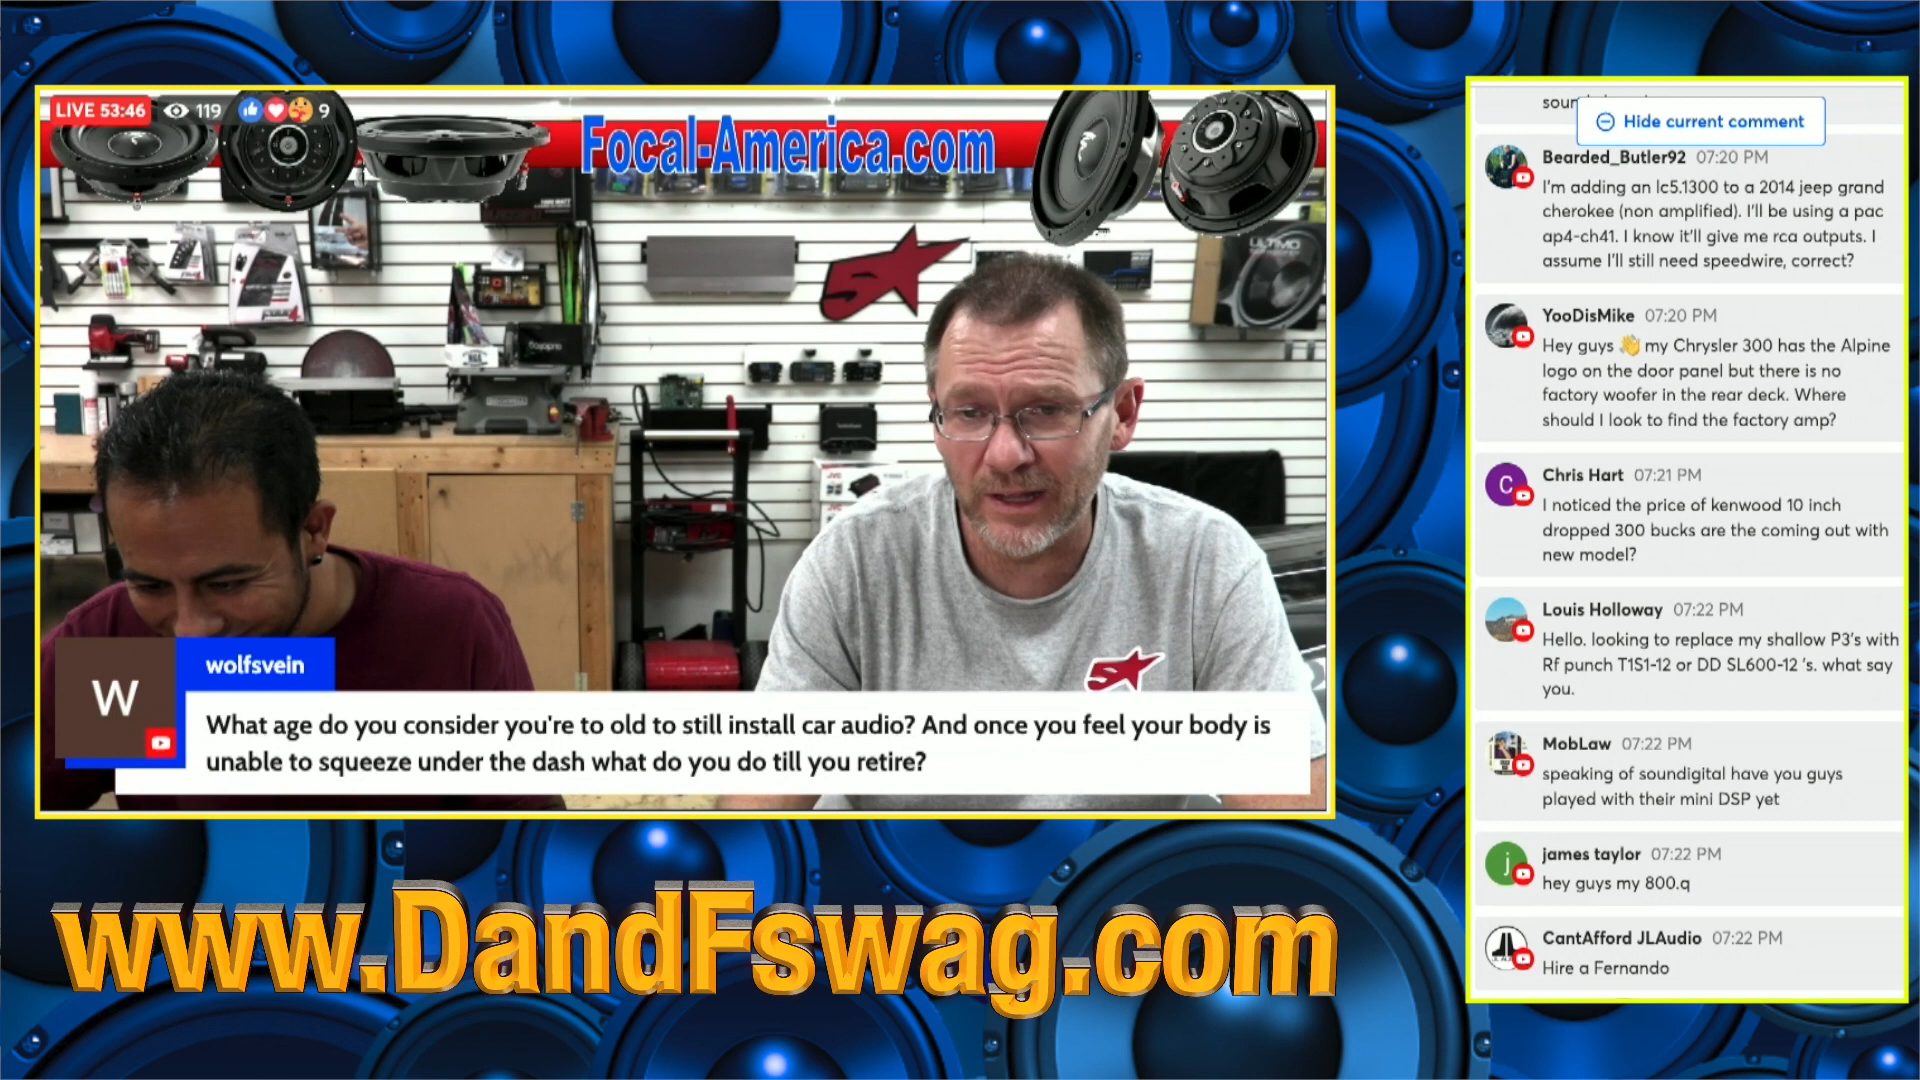 LIVE 53:46
119
9
Focal-America.com
ULTIMO
JVC
wolfsvein
W
What age do you consider you're to old to still install car audio? And once you feel your body is
unable to squeeze under the dash what do you do till you retire?
www.DandFswag.com
Hide current comment
Bearded_Butler92 07:20 PM
I'm adding an lc5.1300 to a 2014 jeep grand
cherokee (non amplified). I'll be using a pac
ap4-ch41. I know it'll give me rca outputs. I
assume I'll still need speedwire, correct?
YooDisMike 07:20 PM
Hey guys 👋 my Chrysler 300 has the Alpine
logo on the door panel but there is no
factory woofer in the rear deck. Where
should I look to find the factory amp?
C
Chris Hart 07:21 PM
I noticed the price of kenwood 10 inch
dropped 300 bucks are the coming out with
new model?
Louis Holloway 07:22 PM
Hello. looking to replace my shallow P3's with
Rf punch T1S1-12 or DD SL600-12 's. what say
you.
MobLaw 07:22 PM
speaking of soundigital have you guys
played with their mini DSP yet
j
james taylor 07:22 PM
hey guys my 800.q
CantAfford JLAudio 07:22 PM
Hire a Fernando